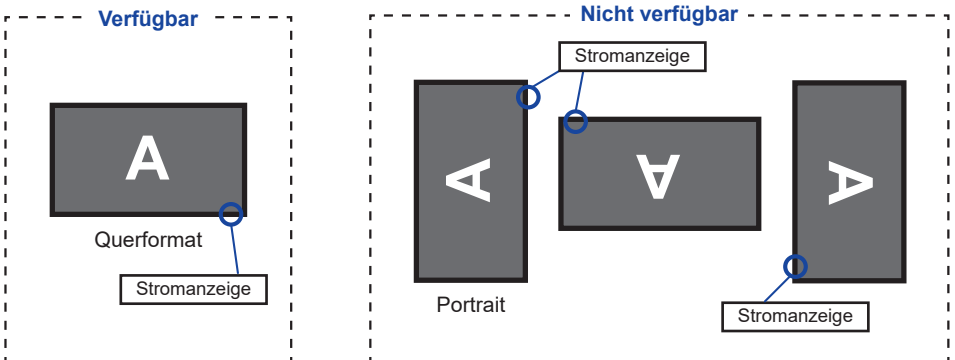 Verfügbar
A
Querformat
Stromanzeige
Nicht verfügbar
Stromanzeige
A
A
A
Portrait
Stromanzeige